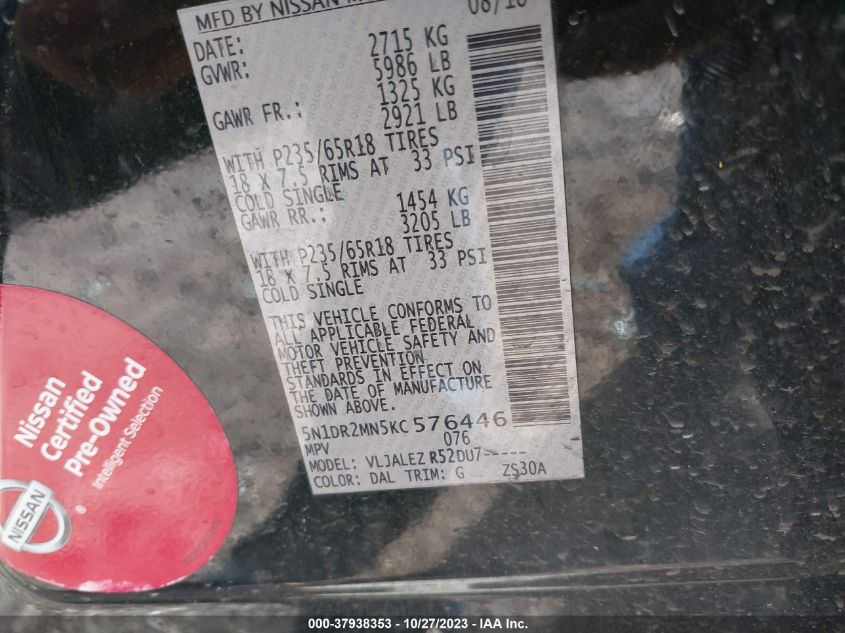 MFD BY NISSAN
DATE:
GVWR: 2715 KG
5986 LB
GAWR FR.: 1325 KG
2921 LB
WITH P235/65R18 TIRES
18 X 7.5 RIMS AT 33 PSI
COLD SINGLE
GAWR RR.: 1454 KG
3205 LB
WITH P235/65R18 TIRES
18 X 7.5 RIMS AT 33 PSI
COLD SINGLE
THIS VEHICLE CONFORMS TO
ALL APPLICABLE FEDERAL
MOTOR VEHICLE SAFETY AND
THEFT PREVENTION
STANDARDS IN EFFECT ON
THE DATE OF MANUFACTURE
SHOWN ABOVE.
5N1DR2MN5KC 576446
MPV 076
MODEL: VLJALEZ R52DU7-----
COLOR: DAL TRIM: G ZS30A
Nissan
Certified
Pre-Owned
Intelligent Selection
NISSAN
®
000-37938353 - 10/27/2023 - IAA Inc.